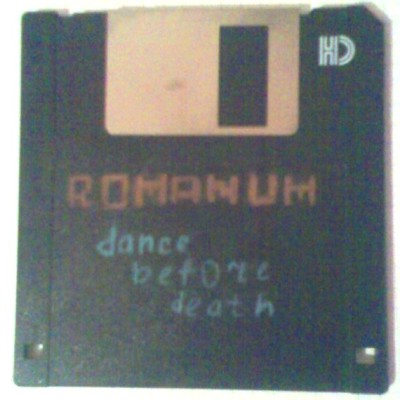 HD
ROMANUM
dance
before
death